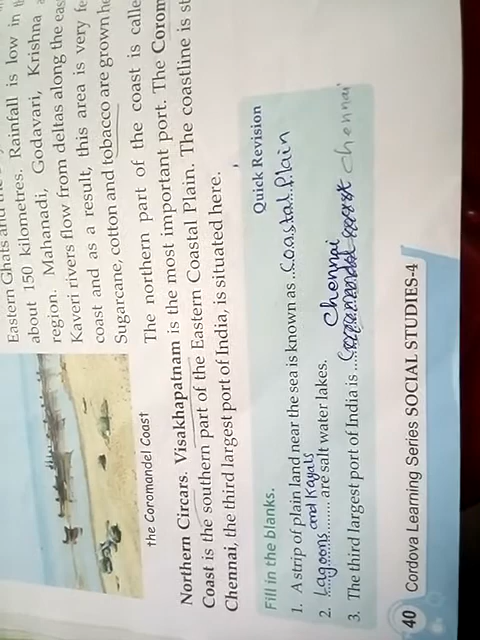 Eastern Ghats and the
about 150 kilometres. Rainfall is low in
region. Mahanadi, Godavari, Krishna
Kaveri rivers flow from deltas along the eas
coast and as a result, this area is very fe
Sugarcane, cotton and tobacco are grown he
The northern part of the coast is calle
Northern Circars. Visakhapatnam is the most important port. The Corom
Coast is the southern part of the Eastern Coastal Plain. The coastline is st
Chennai, the third largest port of India, is situated here.
the Coromandel Coast
Quick Revision
Fill in the blanks.
1. A strip of plain land near the sea is known as ...Coastal Plain
2. Lagoons and Kayals are salt water lakes.
Chennai
3. The third largest port of India is ...Coromandal coast Chennai
40 Cordova Learning Series SOCIAL STUDIES-4